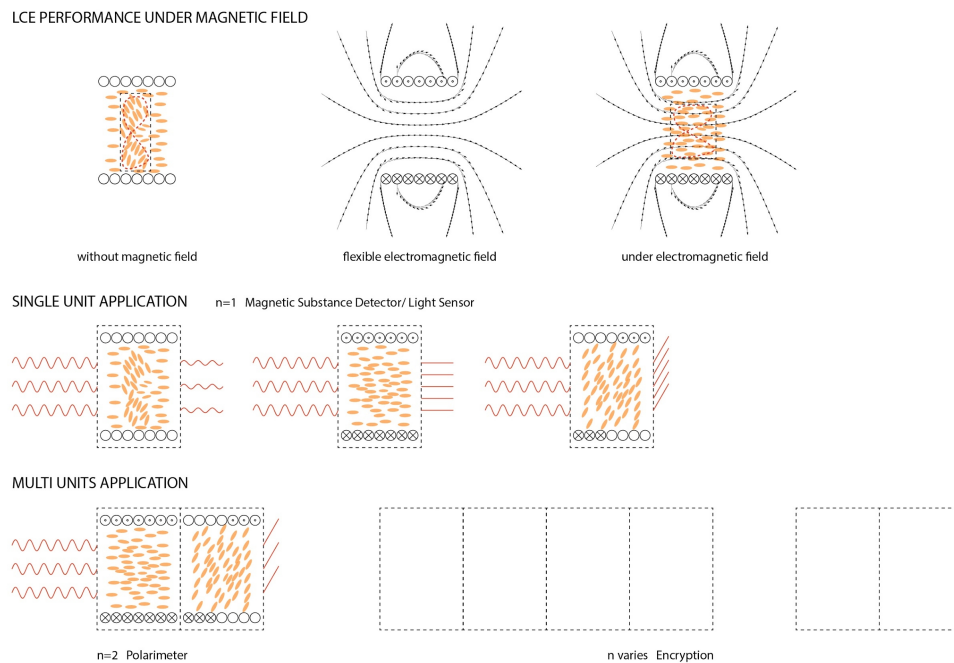 LCE PERFORMANCE UNDER MAGNETIC FIELD
without magnetic field
flexible electromagnetic field
under electromagnetic field
SINGLE UNIT APPLICATION n=1 Magnetic Substance Detector/ Light Sensor
MULTI UNITS APPLICATION
n=2 Polarimeter
n varies Encryption